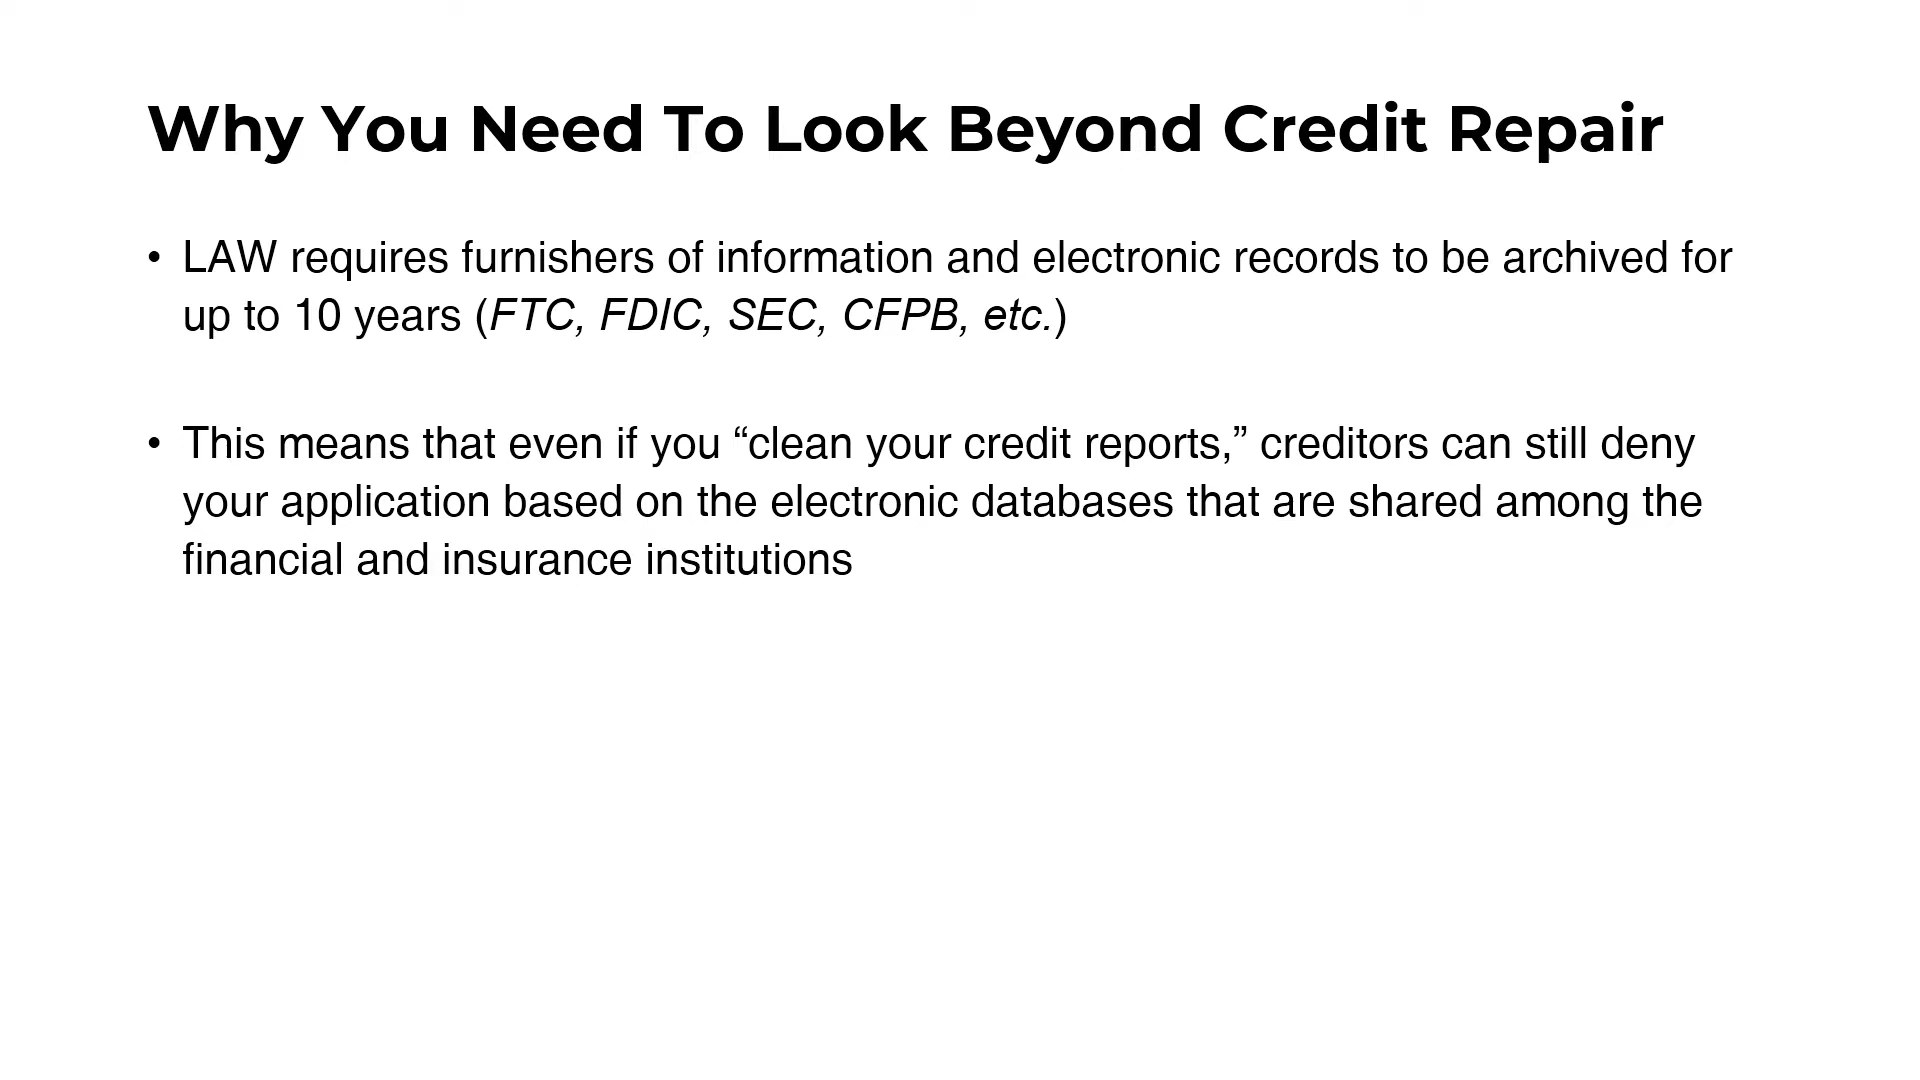 Why You Need To Look Beyond Credit Repair
• LAW requires furnishers of information and electronic records to be archived for
up to 10 years (FTC, FDIC, SEC, CFPB, etc.)
• This means that even if you “clean your credit reports,” creditors can still deny
your application based on the electronic databases that are shared among the
financial and insurance institutions